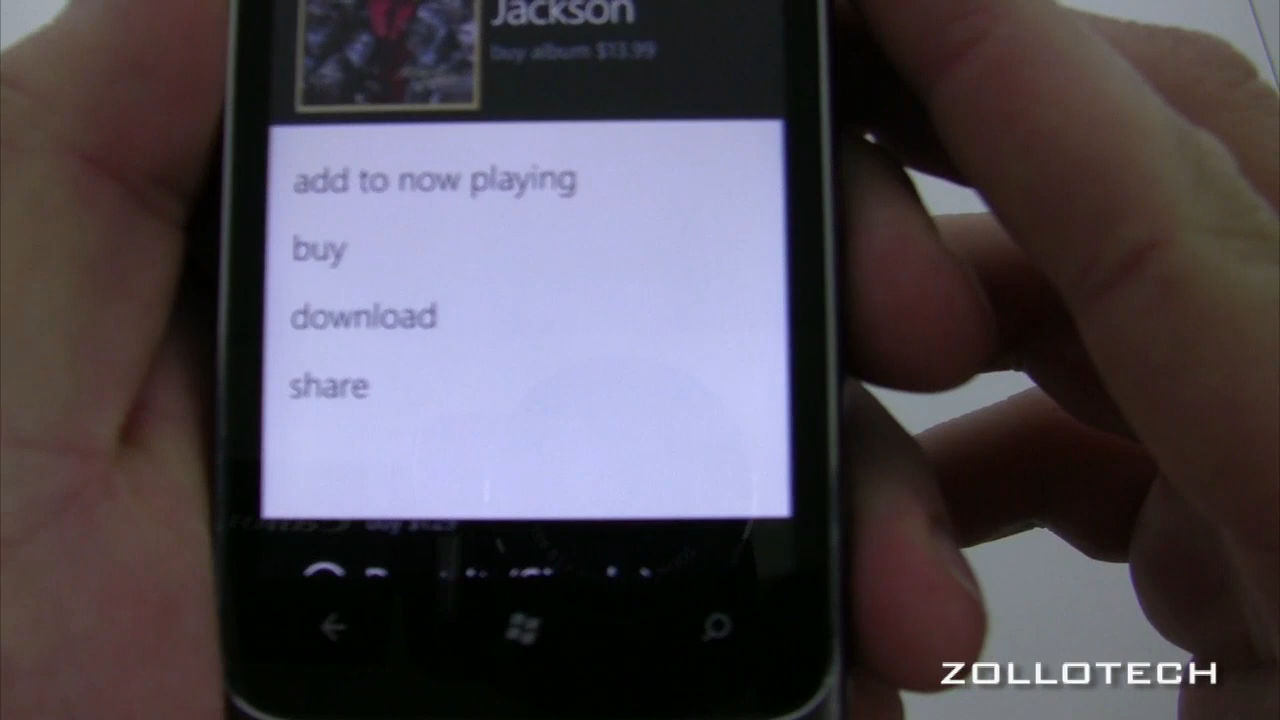 Jackson
buy album $13.99
add to now playing
buy
download
share
ZOLLOTECH